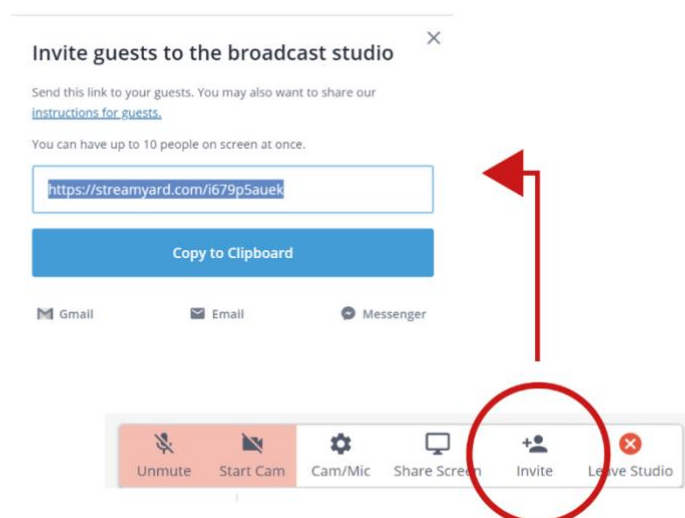 Invite guests to the broadcast studio
Send this link to your guests. You may also want to share our
instructions for guests.
You can have up to 10 people on screen at once.
https://streamyard.com/i679p5auek
Copy to Clipboard
Gmail Email Messenger
Unmute Start Cam Cam/Mic Share Screen Invite Leave Studio